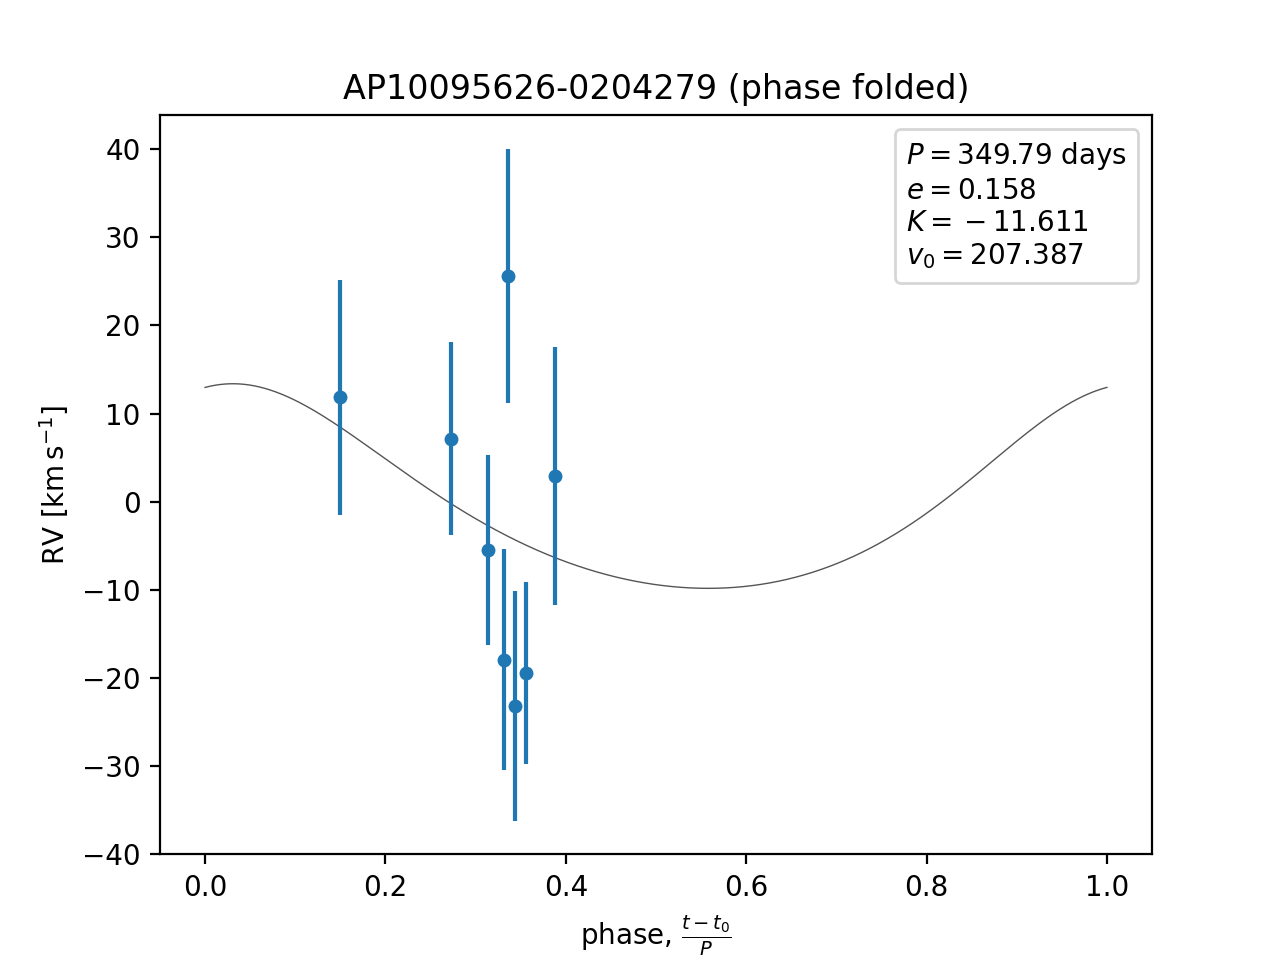 AP10095626-0204279 (phase folded)
P = 349.79 days
e = 0.158
K = −11.611
v₀ = 207.387
40
30
20
10
0
−10
−20
−30
−40
RV [km s⁻¹]
0.0 0.2 0.4 0.6 0.8 1.0
phase, (t − t₀)/P